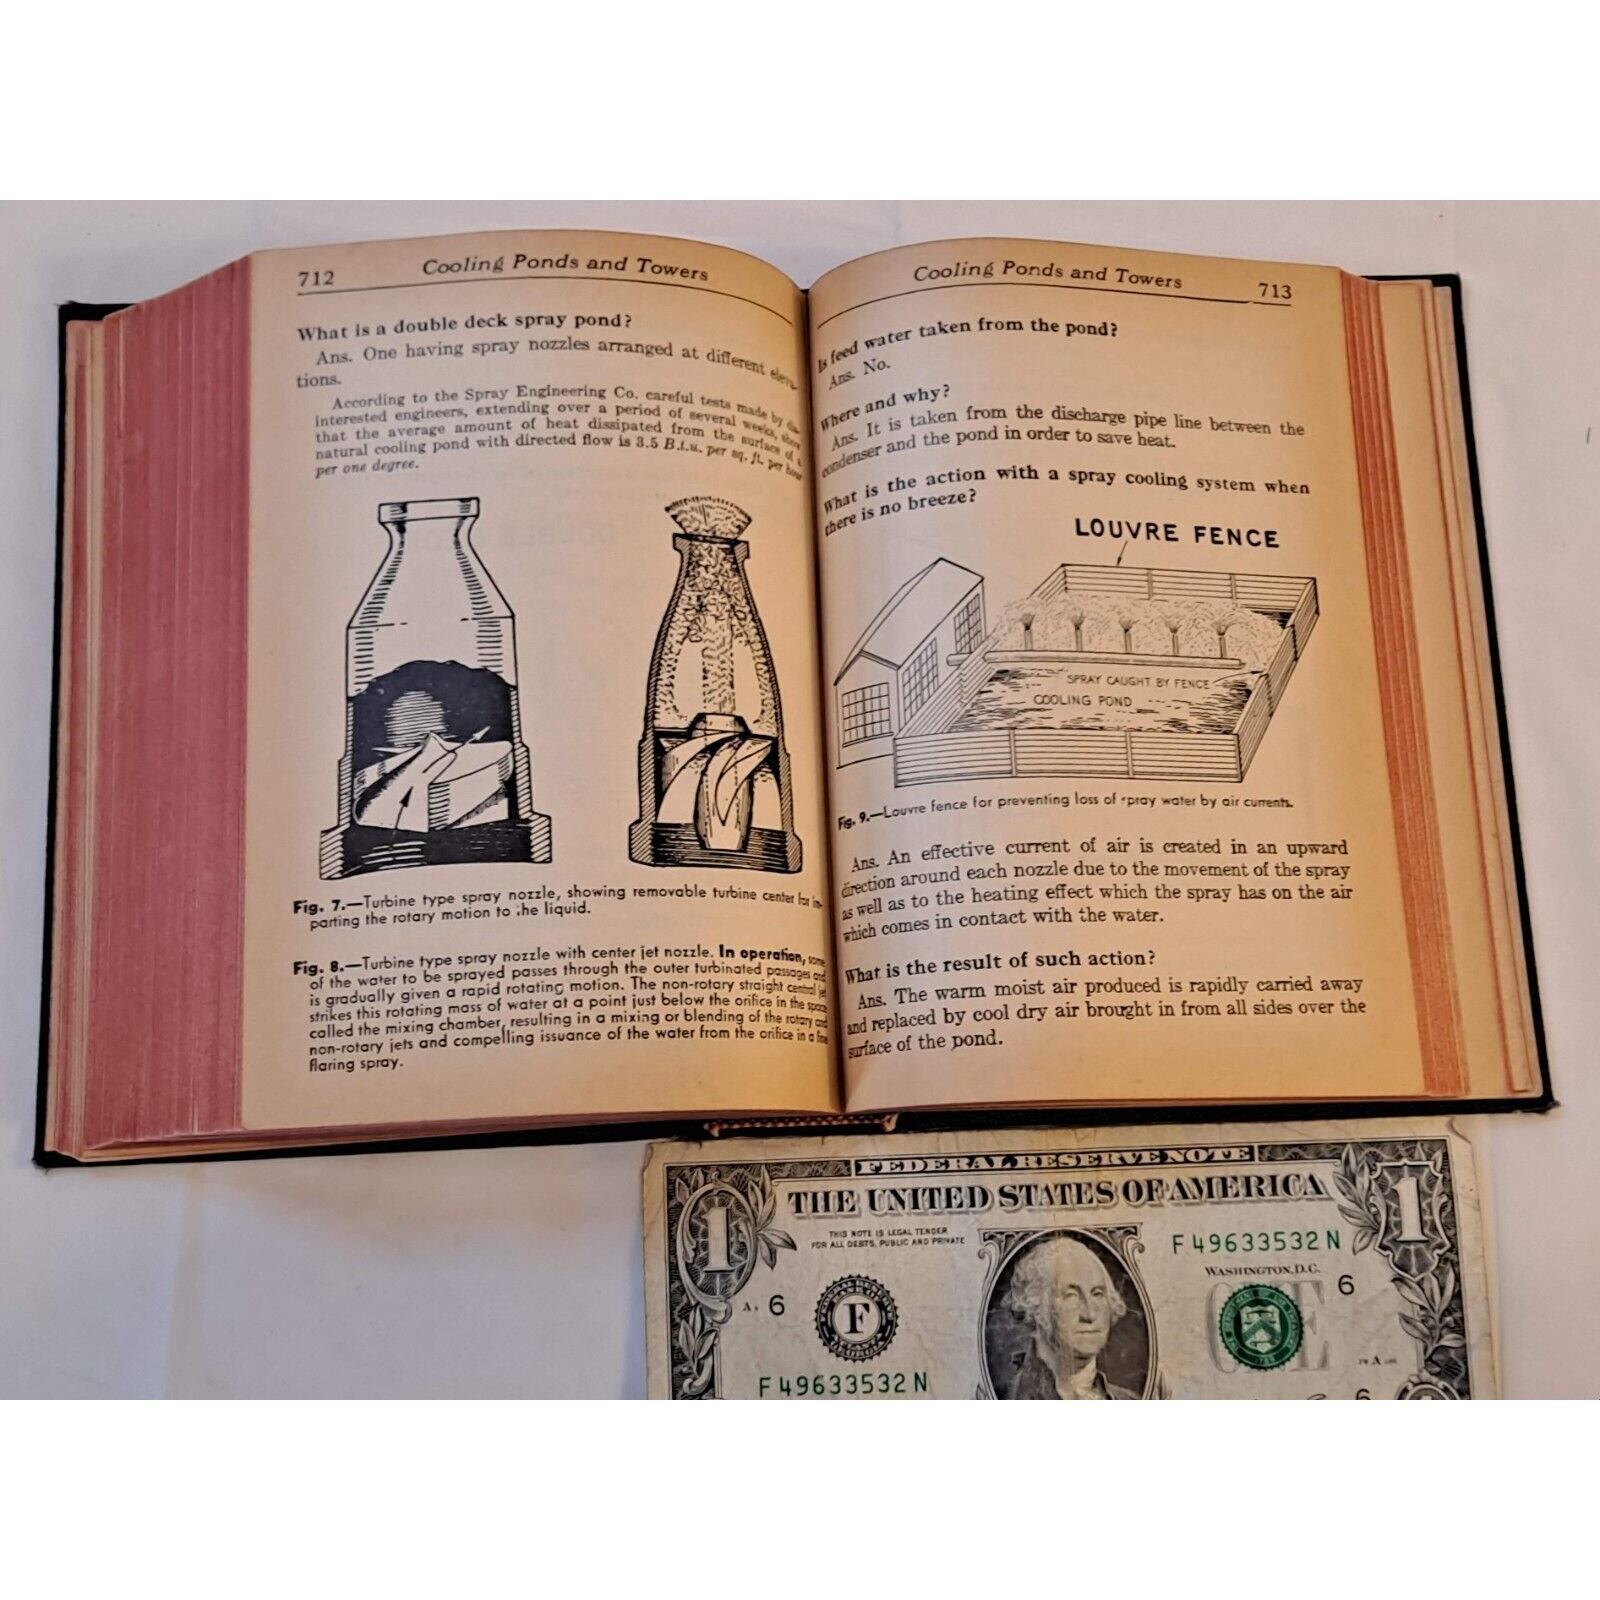 712
Cooling Ponds and Towers
What is a double deck spray pond?
Ans. One having spray nozzles arranged at different eleva-
tions.
According to the Spray Engineering Co. careful tests made by
interested engineers, extending over a period of several weeks, show
that the average amount of heat dissipated from the surface of a
natural cooling pond with directed flow is 3.5 B.t.u. per sq. ft. per hour
per one degree.
Fig. 7.—Turbine type spray nozzle, showing removable turbine center for im-
parting the rotary motion to the liquid.
Fig. 8.—Turbine type spray nozzle with center jet nozzle. In operation, some
of the water to be sprayed passes through the outer turbinated passages and
is gradually given a rapid rotating motion. The non-rotary straight central jet
strikes this rotating mass of water at a point just below the orifice in the space
called the mixing chamber, resulting in a mixing or blending of the rotary and
non-rotary jets and compelling issuance of the water from the orifice in a fine
flaring spray.
Cooling Ponds and Towers
713
Is feed water taken from the pond?
Ans. No.
Where and why?
Ans. It is taken from the discharge pipe line between the
condenser and the pond in order to save heat.
What is the action with a spray cooling system when
there is no breeze?
LOUVRE FENCE
SPRAY CAUGHT BY FENCE
COOLING POND
Fig. 9.—Louvre fence for preventing loss of spray water by air currents.
Ans. An effective current of air is created in an upward
direction around each nozzle due to the movement of the spray
as well as to the heating effect which the spray has on the air
which comes in contact with the water.
What is the result of such action?
Ans. The warm moist air produced is rapidly carried away
and replaced by cool dry air brought in from all sides over the
surface of the pond.
FEDERAL RESERVE NOTE
THE UNITED STATES OF AMERICA
1
1
THIS NOTE IS LEGAL TENDER
FOR ALL DEBTS, PUBLIC AND PRIVATE
F 49633532 N
WASHINGTON, D.C.
6
6
F
F 49633532 N
6